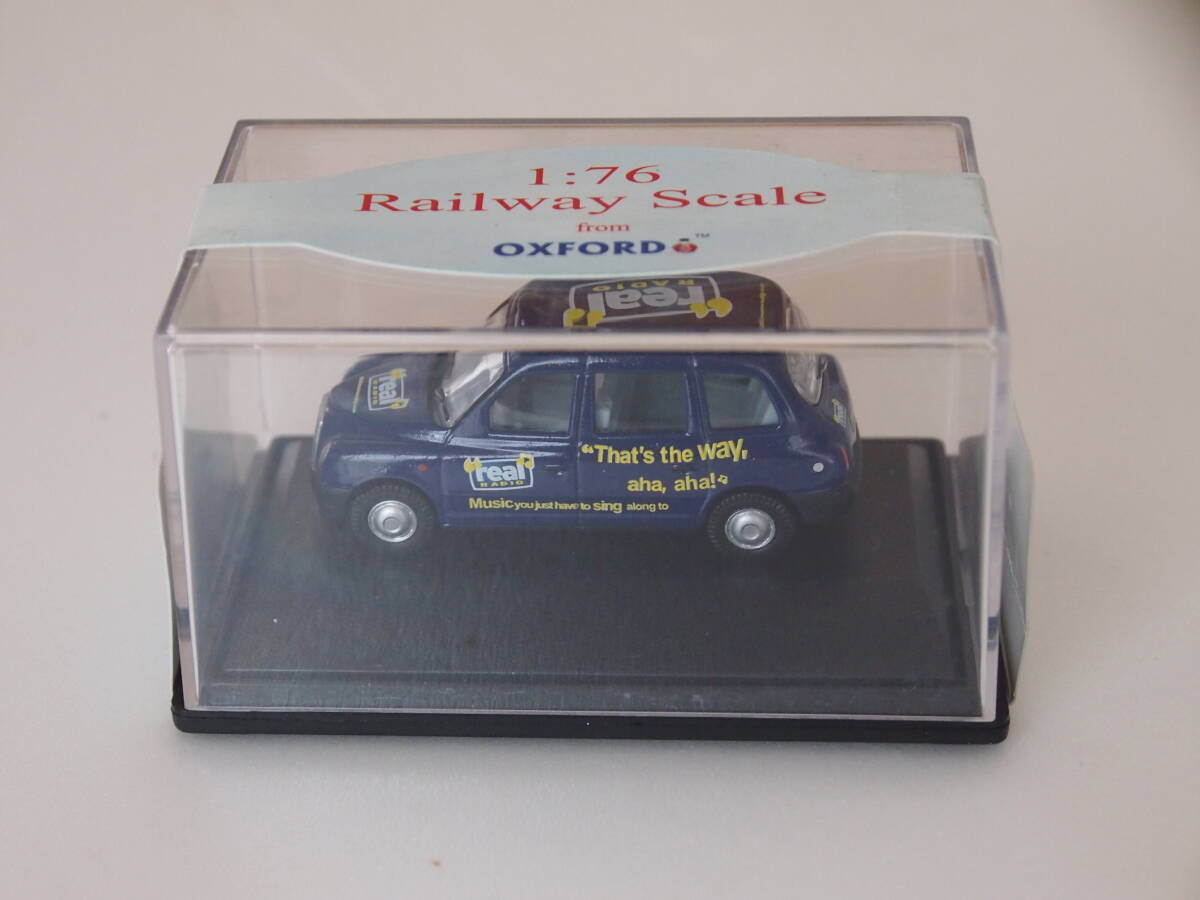 1:76
Railway Scale
from
OXFORD™
real
RADIO
real
RADIO
"real
RADIO
"That's the way,
aha, aha!
Music you just have to sing along to